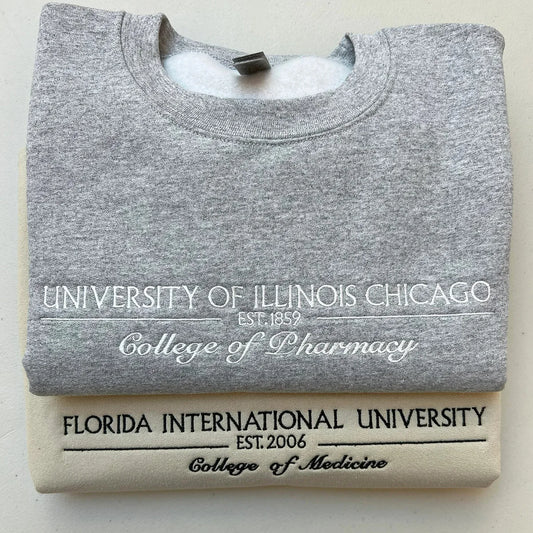 UNIVERSITY OF ILLINOIS CHICAGO
EST. 1859
College of Pharmacy
FLORIDA INTERNATIONAL UNIVERSITY
EST. 2006
College of Medicine